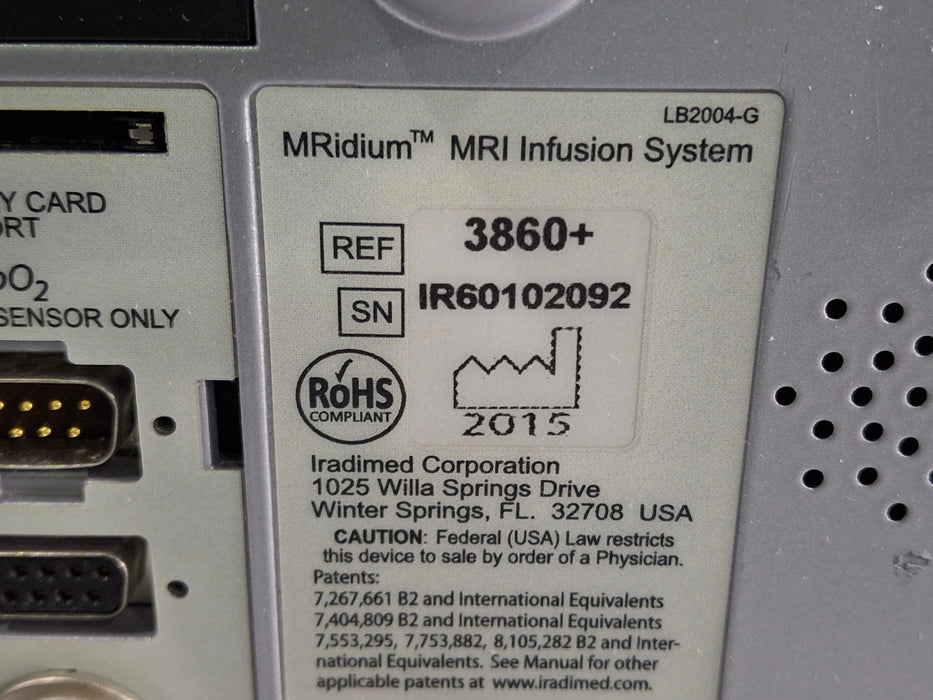 LB2004-G
MRidium™ MRI Infusion System
REF 3860+
SN IR60102092
RoHS
COMPLIANT
2015
Iradimed Corporation
1025 Willa Springs Drive
Winter Springs, FL. 32708 USA
CAUTION: Federal (USA) Law restricts
this device to sale by order of a Physician.
Patents:
7,267,661 B2 and International Equivalents
7,404,809 B2 and International Equivalents
7,553,295, 7,753,882, 8,105,282 B2 and Inter-
national Equivalents. See Manual for other
applicable patents at www.iradimed.com.
CARD
SENSOR ONLY